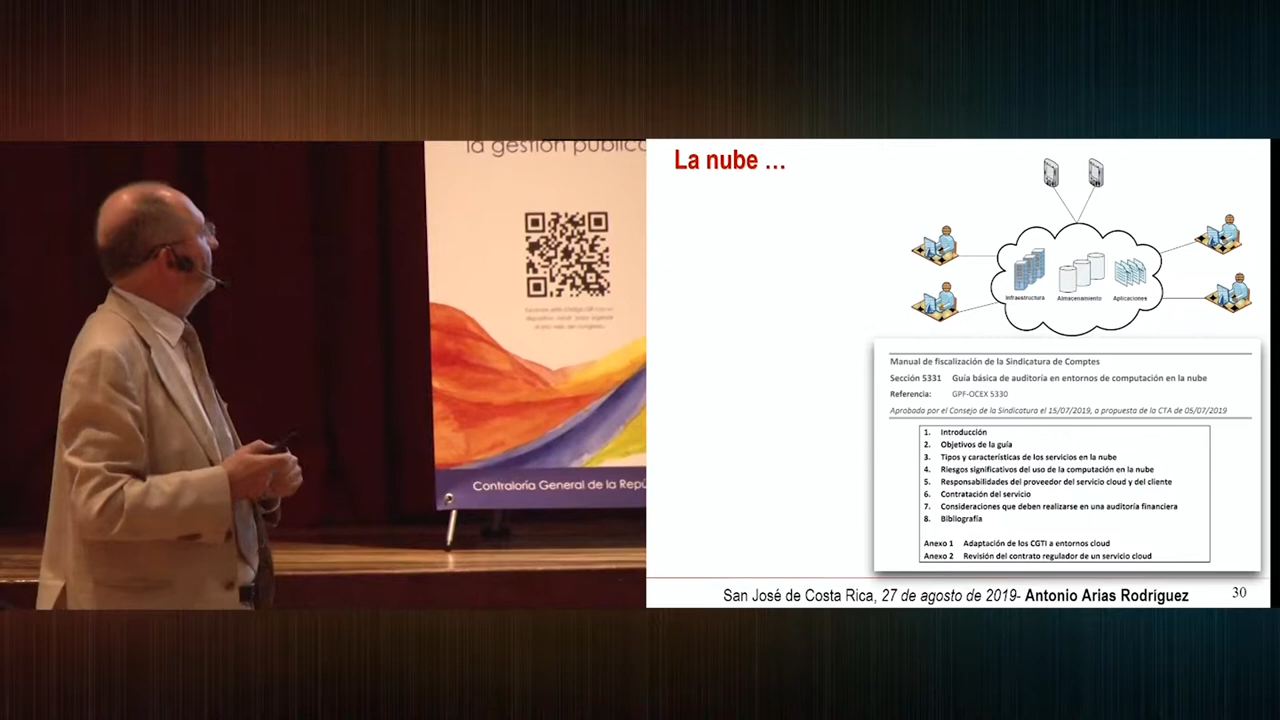 la gestión pública
Contraloría General de la Repú
La nube …
Infraestructura
Almacenamiento
Aplicaciones
Manual de fiscalización de la Sindicatura de Comptes
Sección 5331 Guía básica de auditoría en entornos de computación en la nube
Referencia: GPF-OCEX 5330
Aprobada por el Consejo de la Sindicatura el 15/07/2019, a propuesta de la CTA de 05/07/2019
1. Introducción
2. Objetivos de la guía
3. Tipos y características de los servicios en la nube
4. Riesgos significativos del uso de la computación en la nube
5. Responsabilidades del proveedor del servicio cloud y del cliente
6. Contratación del servicio
7. Consideraciones que deben realizarse en una auditoría financiera
8. Bibliografía
Anexo 1 Adaptación de los CGTI a entornos cloud
Anexo 2 Revisión del contrato regulador de un servicio cloud
San José de Costa Rica, 27 de agosto de 2019- Antonio Arias Rodríguez
30